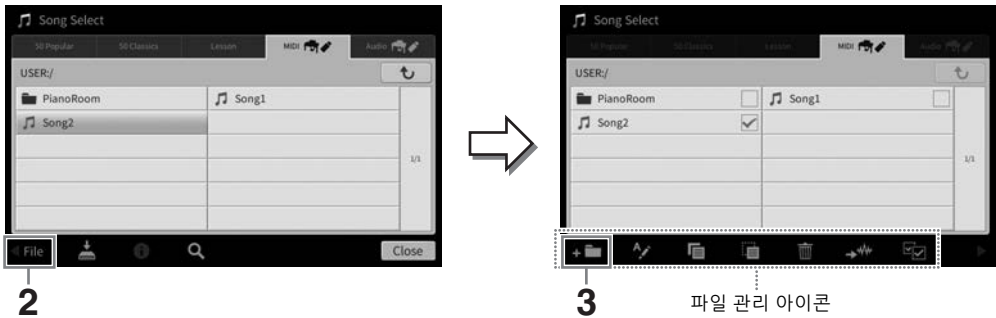 Song Select
50 Popular 50 Classics Lesson MIDI Audio
USER:/
PianoRoom Song1
Song2
1/1
File Close
2
Song Select
50 Popular 50 Classics Lesson MIDI Audio
USER:/
PianoRoom Song1
Song2
1/1
3
파일 관리 아이콘